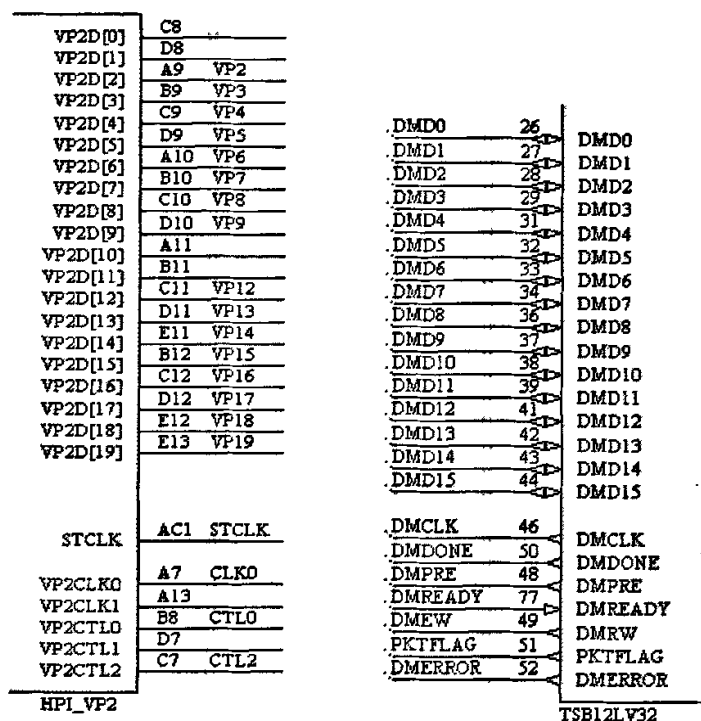 VP2D[0] C8
VP2D[1] D8
VP2D[2] A9 VP2
VP2D[3] B9 VP3
VP2D[4] C9 VP4
VP2D[5] D9 VP5
VP2D[6] A10 VP6
VP2D[7] B10 VP7
VP2D[8] C10 VP8
VP2D[9] D10 VP9
VP2D[10] A11
VP2D[11] B11
VP2D[12] C11 VP12
VP2D[13] D11 VP13
VP2D[14] E11 VP14
VP2D[15] B12 VP15
VP2D[16] C12 VP16
VP2D[17] D12 VP17
VP2D[18] E12 VP18
VP2D[19] E13 VP19
STCLK AC1 STCLK
VP2CLK0 A7 CLK0
VP2CLK1 A13
VP2CTL0 B8 CTL0
VP2CTL1 D7
VP2CTL2 C7 CTL2
HPI_VP2
DMD0 26 DMD0
DMD1 27 DMD1
DMD2 28 DMD2
DMD3 29 DMD3
DMD4 31 DMD4
DMD5 32 DMD5
DMD6 33 DMD6
DMD7 34 DMD7
DMD8 36 DMD8
DMD9 37 DMD9
DMD10 38 DMD10
DMD11 39 DMD11
DMD12 41 DMD12
DMD13 42 DMD13
DMD14 43 DMD14
DMD15 44 DMD15
DMCLK 46 DMCLK
DMDONE 50 DMDONE
DMPRE 48 DMPRE
DMREADY 77 DMREADY
DMEW 49 DMRW
PKTFLAG 51 PKTFLAG
DMERROR 52 DMERROR
TSB12LV32